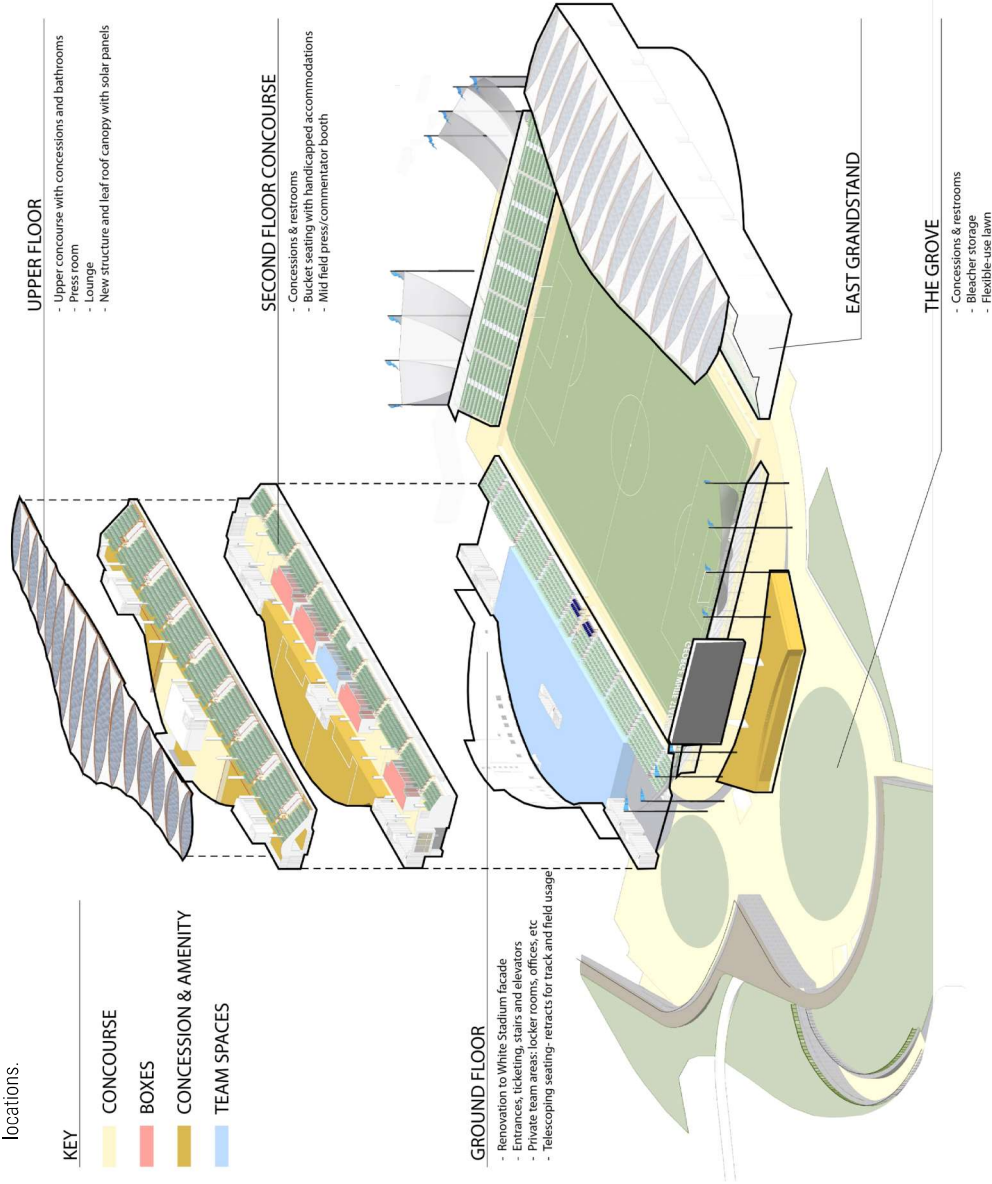 locations.
KEY
CONCOURSE
BOXES
CONCESSION & AMENITY
TEAM SPACES
UPPER FLOOR
- Upper concourse with concessions and bathrooms
- Press room
- Lounge
- New structure and leaf roof canopy with solar panels
SECOND FLOOR CONCOURSE
- Concessions & restrooms
- Bucket seating with handicapped accommodations
- Mid field press/commentator booth
GROUND FLOOR
- Renovation to White Stadium facade
- Entrances, ticketing, stairs and elevators
- Private team areas: locker rooms, offices, etc
- Telescoping seating- retracts for track and field usage
EAST GRANDSTAND
THE GROVE
- Concessions & restrooms
- Bleacher storage
- Flexible-use lawn